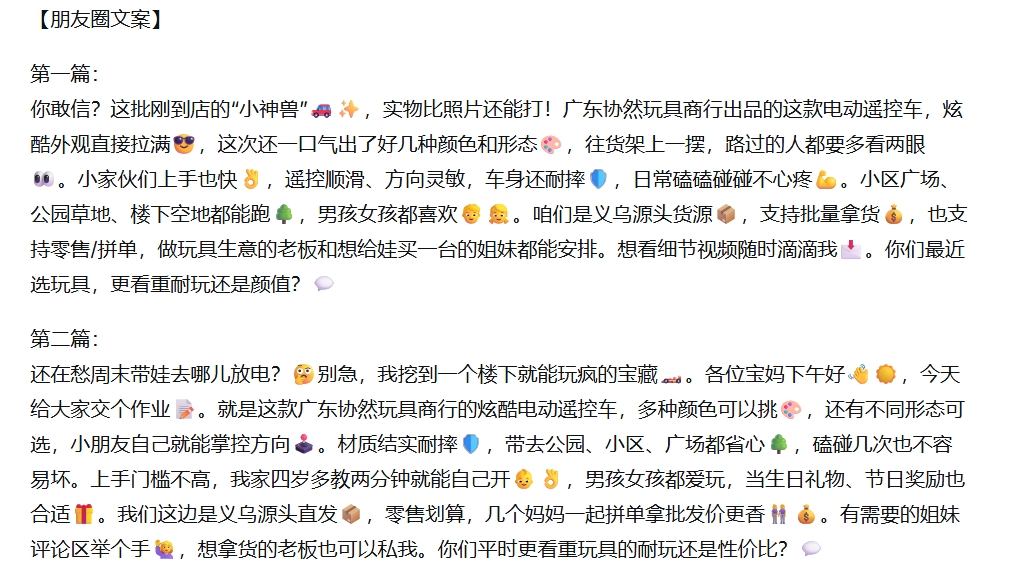 【朋友圈文案】
第一篇：
你敢信？这批刚到店的“小神兽”🚙✨，实物比照片还能打！广东协然玩具商行出品的这款电动遥控车，炫
酷外观直接拉满😎，这次还一口气出了好几种颜色和形态🎨，往货架上一摆，路过的人都要多看两眼
👀。小家伙们上手也快👌，遥控顺滑、方向灵敏，车身还耐摔🛡️，日常磕磕碰碰不心疼💪。小区广场、
公园草地、楼下空地都能跑🌳，男孩女孩都喜欢👦👧。咱们是义乌源头货源📦，支持批量拿货💰，也支
持零售/拼单，做玩具生意的老板和想给娃买一台的姐妹都能安排。想看细节视频随时滴滴我📩。你们最近
选玩具，更看重耐玩还是颜值？💬
第二篇：
还在愁周末带娃去哪儿放电？🤔别急，我挖到一个楼下就能玩疯的宝藏🏎️。各位宝妈下午好👋🌞，今天
给大家交个作业📝。就是这款广东协然玩具商行的炫酷电动遥控车，多种颜色可以挑🎨，还有不同形态可
选，小朋友自己就能掌控方向🕹️。材质结实耐摔🛡️，带去公园、小区、广场都省心🌳，磕碰几次也不容
易坏。上手门槛不高，我家四岁多教两分钟就能自己开👶👌，男孩女孩都爱玩，当生日礼物、节日奖励也
合适🎁。我们这边是义乌源头直发📦，零售划算，几个妈妈一起拼单拿批发价更香👭💰。有需要的姐妹
评论区举个手🙋‍♀️，想拿货的老板也可以私我。你们平时更看重玩具的耐玩还是性价比？💬